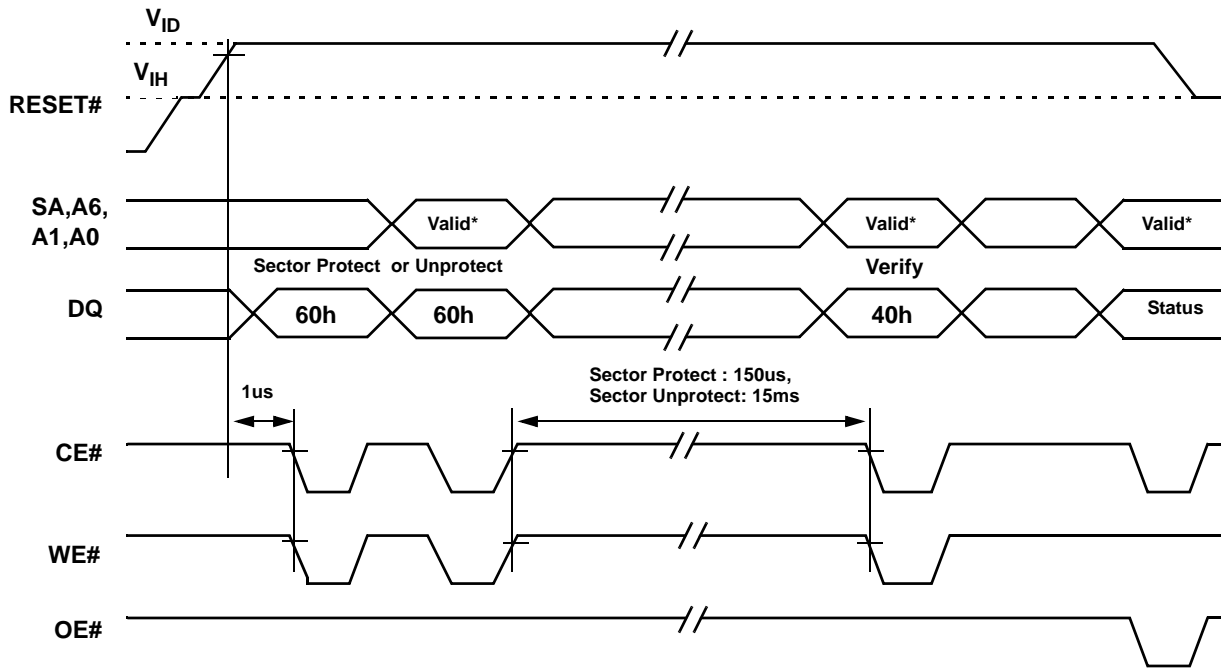 VID
VIH
RESET#
SA,A6,
A1,A0
Valid*
Valid*
Valid*
Sector Protect or Unprotect
Verify
DQ
60h
60h
40h
Status
1us
Sector Protect : 150us,
Sector Unprotect: 15ms
CE#
WE#
OE#